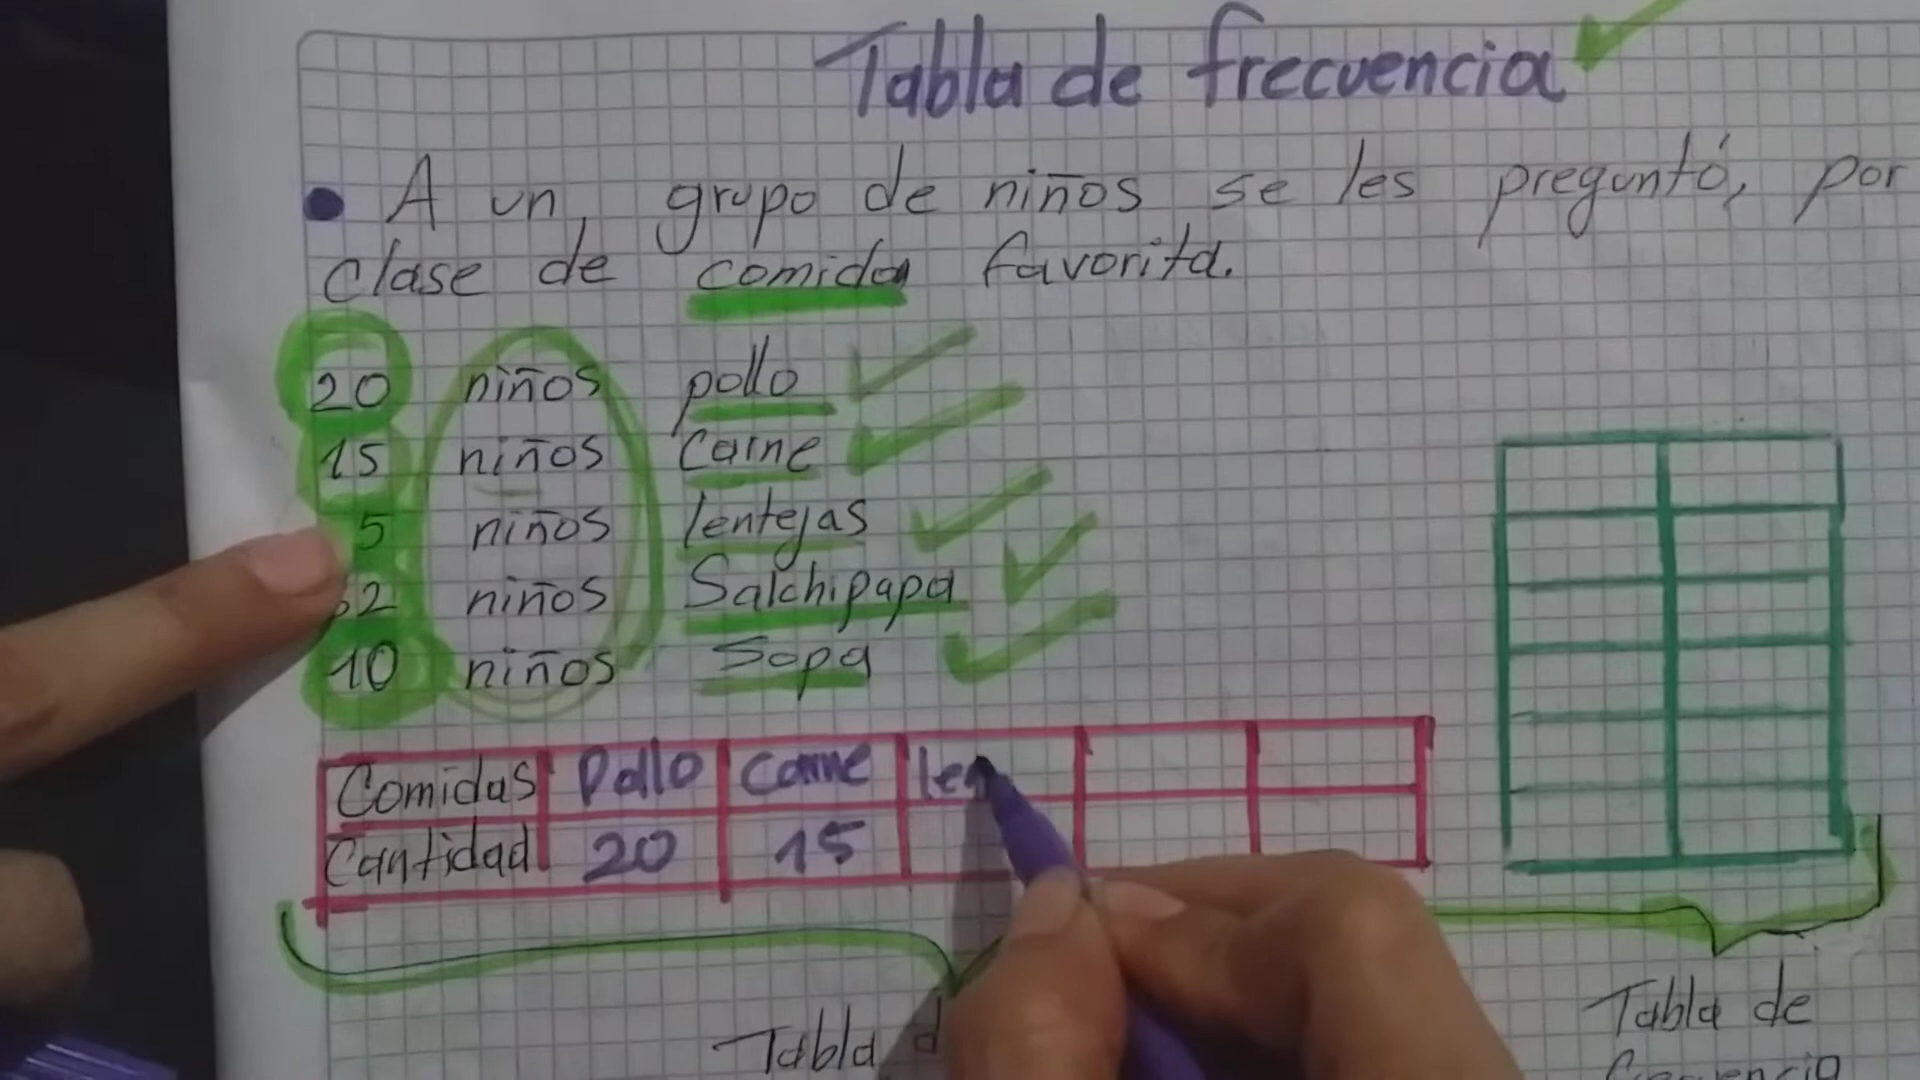 Tabla de frecuencia
A un grupo de niños se les preguntó, por
clase de comida favorita.
20 niños pollo
15 niños Carne
5 niños lentejas
niños Salchipapa
10 niños Sopa
Comidas Pollo Carne len
Cantidad 20 15
Tabla d
Tabla de